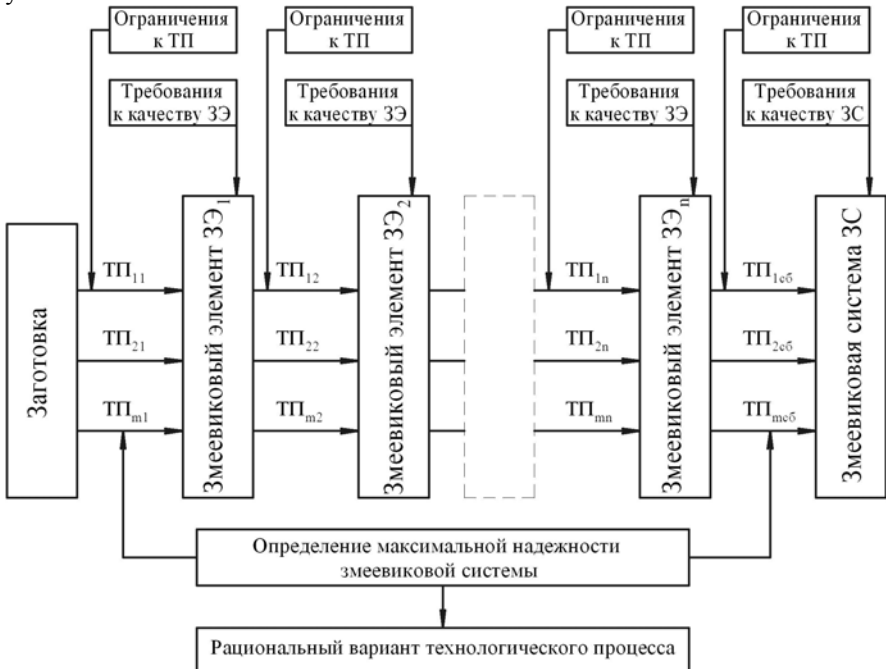 у
Ограничения
к ТП
Ограничения
к ТП
Ограничения
к ТП
Ограничения
к ТП
Требования
к качеству ЗЭ
Требования
к качеству ЗЭ
Требования
к качеству ЗЭ
Требования
к качеству ЗС
Заготовка
ТП11
ТП21
ТПm1
Змеевиковый элемент ЗЭ1
ТП12
ТП22
ТПm2
Змеевиковый элемент ЗЭ2
ТП1n
ТП2n
ТПmn
Змеевиковый элемент ЗЭn
ТП1сб
ТП2сб
ТПmсб
Змеевиковая система ЗС
Определение максимальной надежности
змеевиковой системы
Рациональный вариант технологического процесса